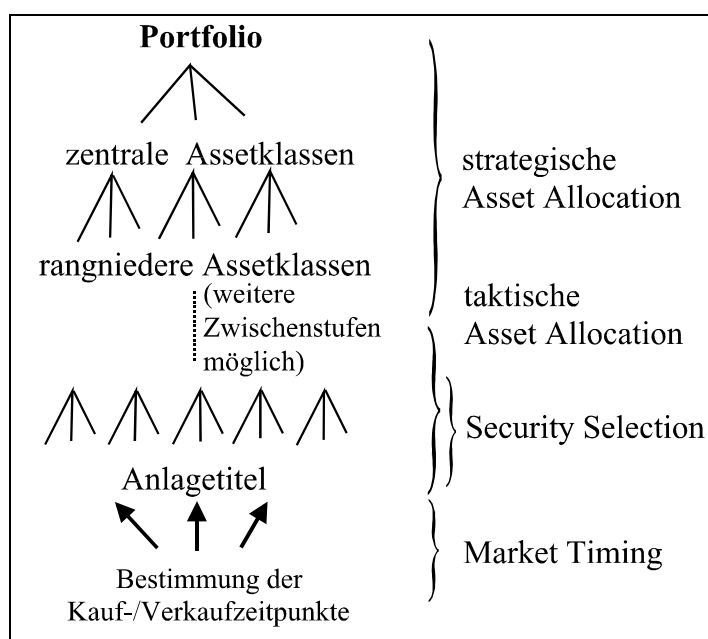 Portfolio
zentrale Assetklassen
strategische
Asset Allocation
rangniedere Assetklassen
(weitere
Zwischenstufen
möglich)
taktische
Asset Allocation
Security Selection
Anlagetitel
Market Timing
Bestimmung der
Kauf-/Verkaufzeitpunkte